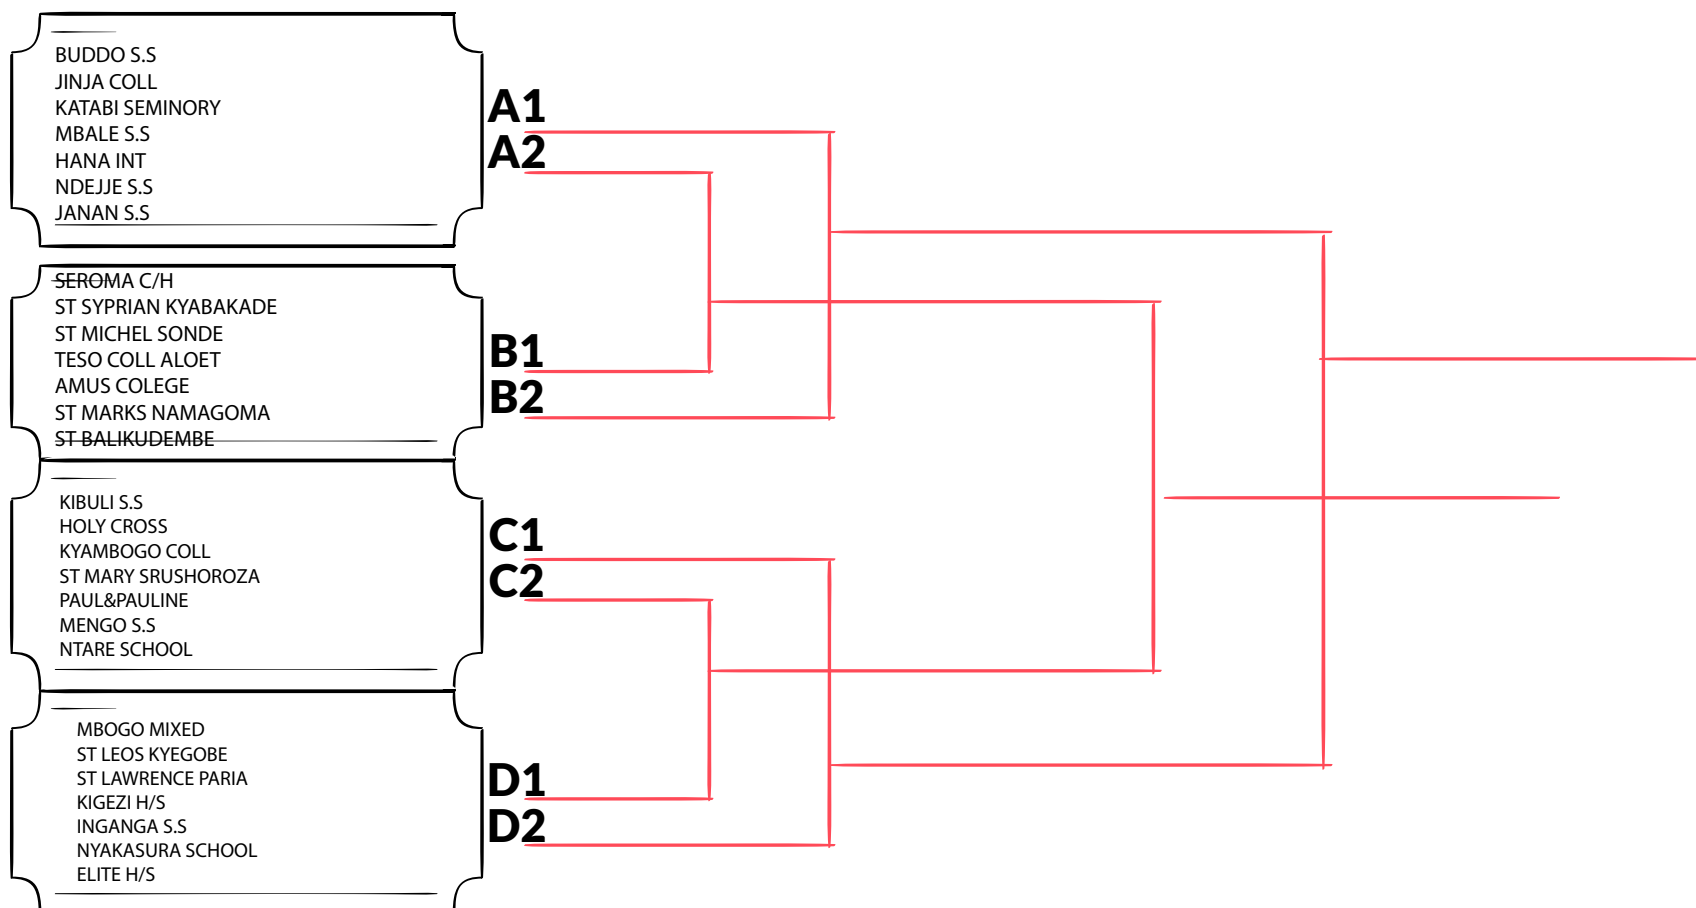 BUDDO S.S
JINJA COLL
KATABI SEMINORY
MBALE S.S
HANA INT
NDEJJE S.S
JANAN S.S
A1
A2
SEROMA C/H
ST SYPRIAN KYABAKADE
ST MICHEL SONDE
TESO COLL ALOET
AMUS COLEGE
ST MARKS NAMAGOMA
ST BALIKUDEMBE
B1
B2
KIBULI S.S
HOLY CROSS
KYAMBOGO COLL
ST MARY SRUSHOROZA
PAUL&PAULINE
MENGO S.S
NTARE SCHOOL
C1
C2
MBOGO MIXED
ST LEOS KYEGOBE
ST LAWRENCE PARIA
KIGEZI H/S
INGANGA S.S
NYAKASURA SCHOOL
ELITE H/S
D1
D2